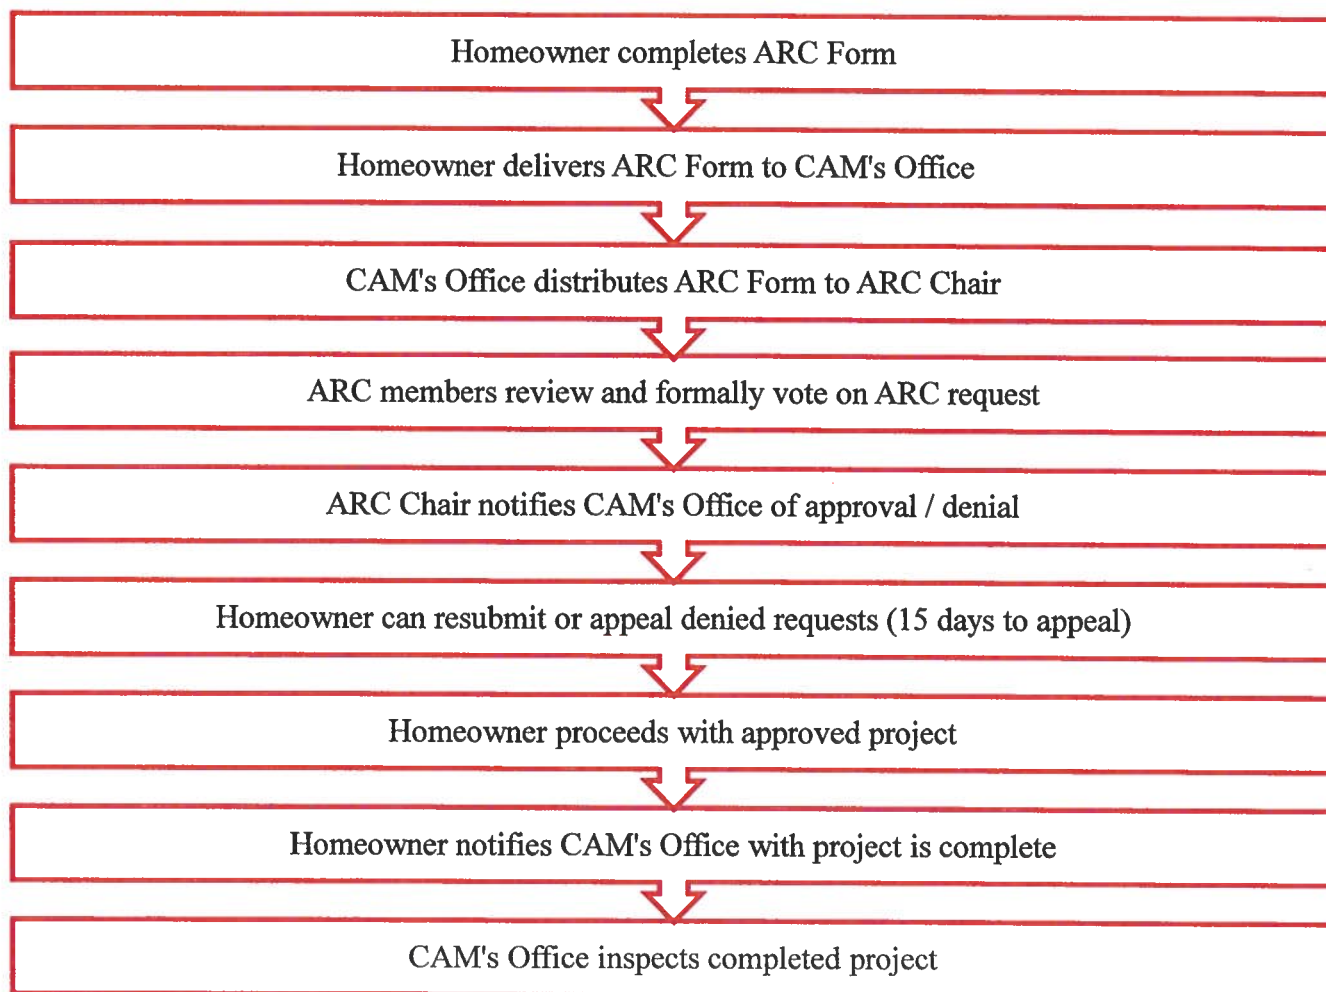 Homeowner completes ARC Form
Homeowner delivers ARC Form to CAM's Office
CAM's Office distributes ARC Form to ARC Chair
ARC members review and formally vote on ARC request
ARC Chair notifies CAM's Office of approval / denial
Homeowner can resubmit or appeal denied requests (15 days to appeal)
Homeowner proceeds with approved project
Homeowner notifies CAM's Office with project is complete
CAM's Office inspects completed project